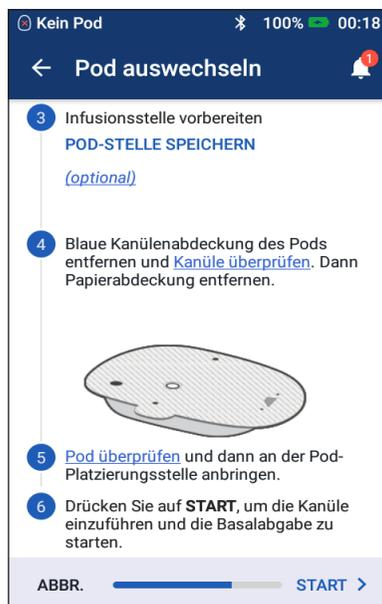 Kein Pod 100% 00:18
Pod auswechseln 1
3 Infusionsstelle vorbereiten
POD-STELLE SPEICHERN
(optional)
4 Blaue Kanülenabdeckung des Pods
entfernen und Kanüle überprüfen. Dann
Papierabdeckung entfernen.
5 Pod überprüfen und dann an der Pod-
Platzierungsstelle anbringen.
6 Drücken Sie auf START, um die Kanüle
einzuführen und die Basalabgabe zu
starten.
ABBR. START